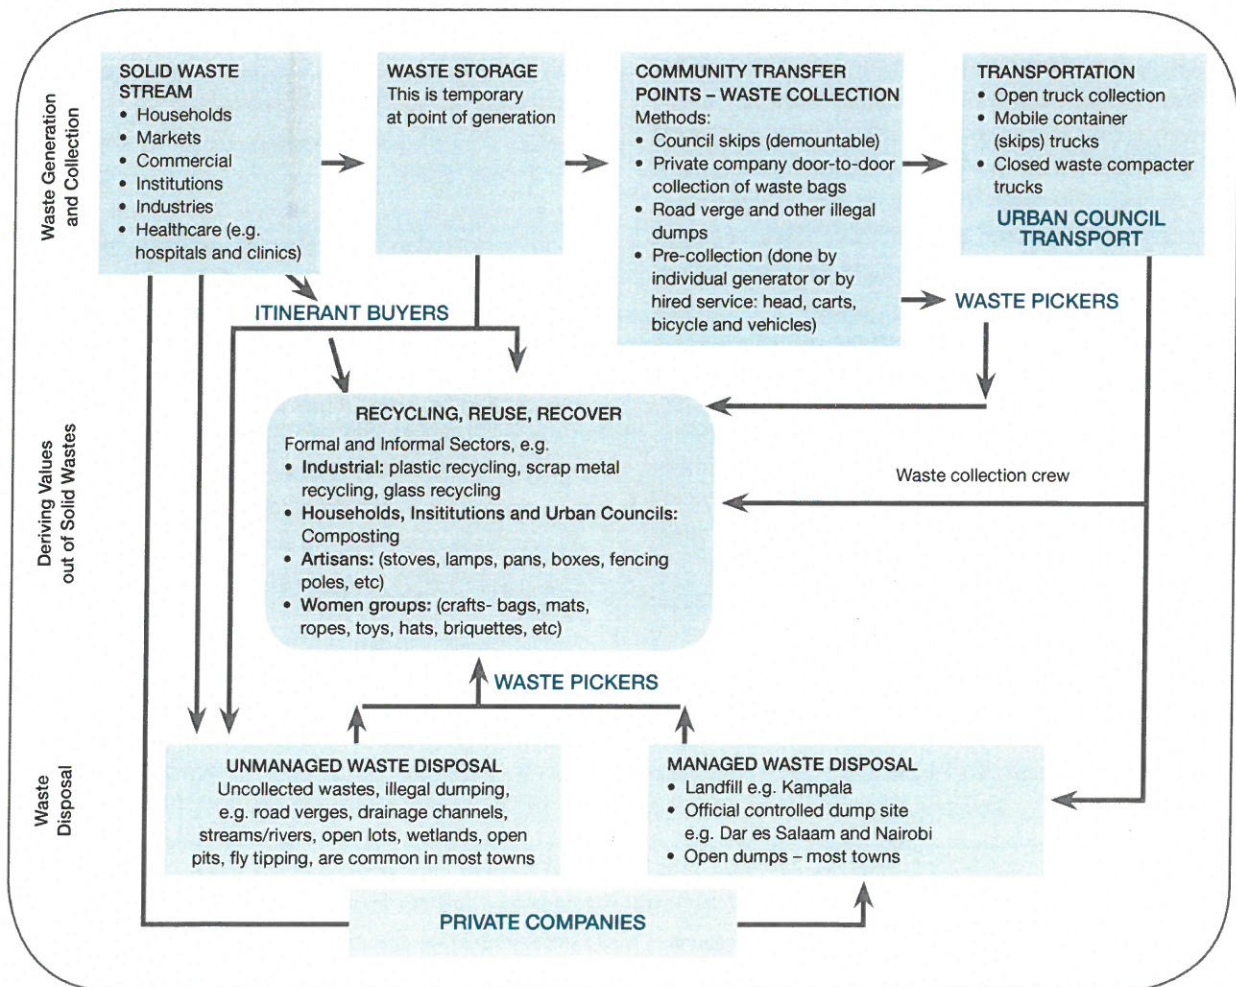 Waste Generation
and Collection
SOLID WASTE
STREAM
• Households
• Markets
• Commercial
• Institutions
• Industries
• Healthcare (e.g.
hospitals and clinics)
WASTE STORAGE
This is temporary
at point of generation
COMMUNITY TRANSFER
POINTS – WASTE COLLECTION
Methods:
• Council skips (demountable)
• Private company door-to-door
collection of waste bags
• Road verge and other illegal
dumps
• Pre-collection (done by
individual generator or by
hired service: head, carts,
bicycle and vehicles)
TRANSPORTATION
• Open truck collection
• Mobile container
(skips) trucks
• Closed waste compacter
trucks
URBAN COUNCIL
TRANSPORT
ITINERANT BUYERS
WASTE PICKERS
Deriving Values
out of Solid Wastes
RECYCLING, REUSE, RECOVER
Formal and Informal Sectors, e.g.
• Industrial: plastic recycling, scrap metal
recycling, glass recycling
• Households, Insititutions and Urban Councils:
Composting
• Artisans: (stoves, lamps, pans, boxes, fencing
poles, etc)
• Women groups: (crafts- bags, mats,
ropes, toys, hats, briquettes, etc)
Waste collection crew
WASTE PICKERS
Waste
Disposal
UNMANAGED WASTE DISPOSAL
Uncollected wastes, illegal dumping,
e.g. road verges, drainage channels,
streams/rivers, open lots, wetlands, open
pits, fly tipping, are common in most towns
MANAGED WASTE DISPOSAL
• Landfill e.g. Kampala
• Official controlled dump site
e.g. Dar es Salaam and Nairobi
• Open dumps – most towns
PRIVATE COMPANIES